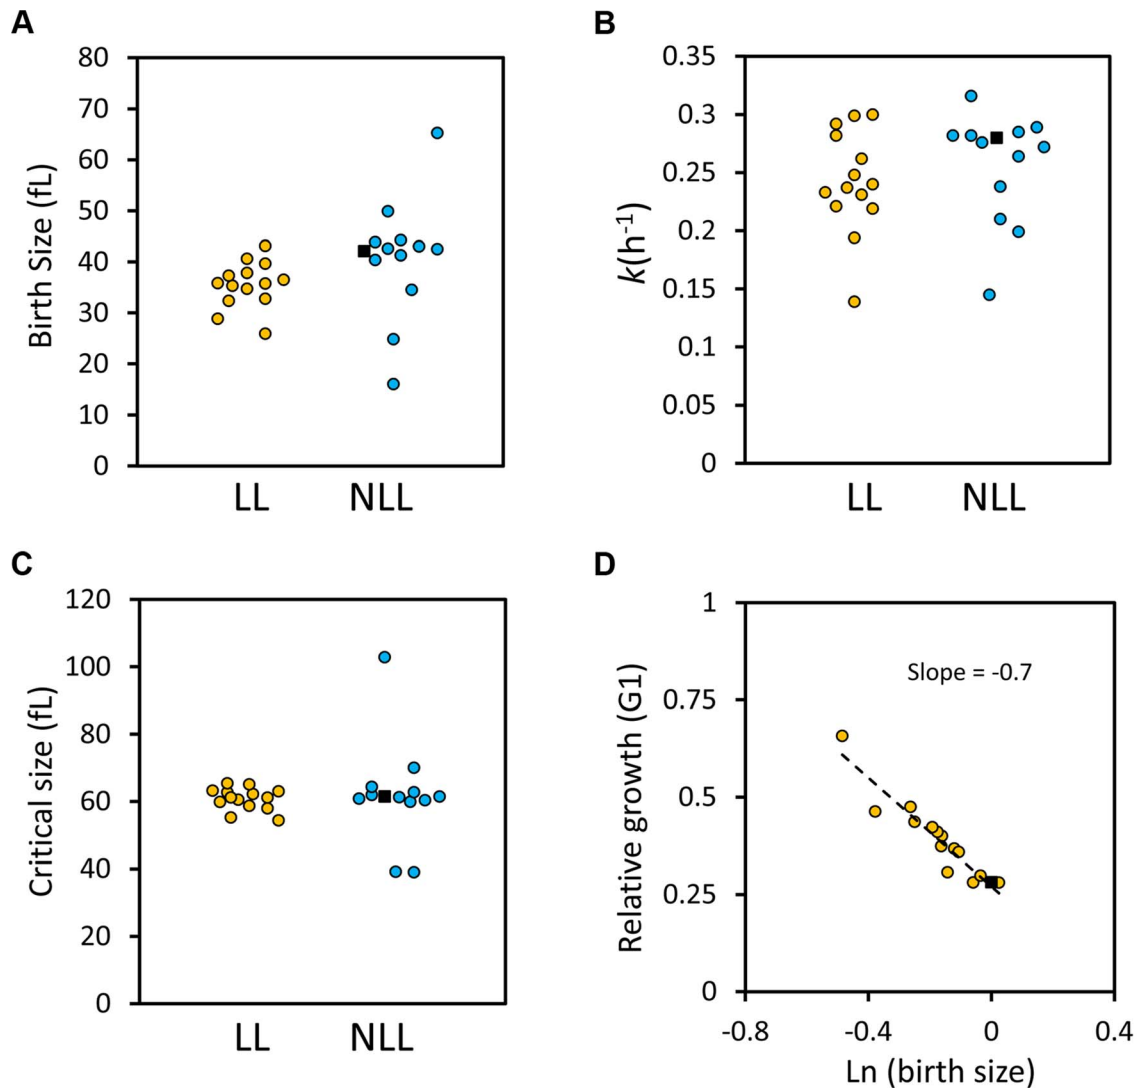 A
Birth Size (fL)
80
70
60
50
40
30
20
10
0
LL NLL
B
k(h-1)
0.35
0.3
0.25
0.2
0.15
0.1
0.05
0
LL NLL
C
Critical size (fL)
120
100
80
60
40
20
0
LL NLL
D
Relative growth (G1)
1
0.75
0.5
0.25
0
Slope = -0.7
-0.8 -0.4 0 0.4
Ln (birth size)